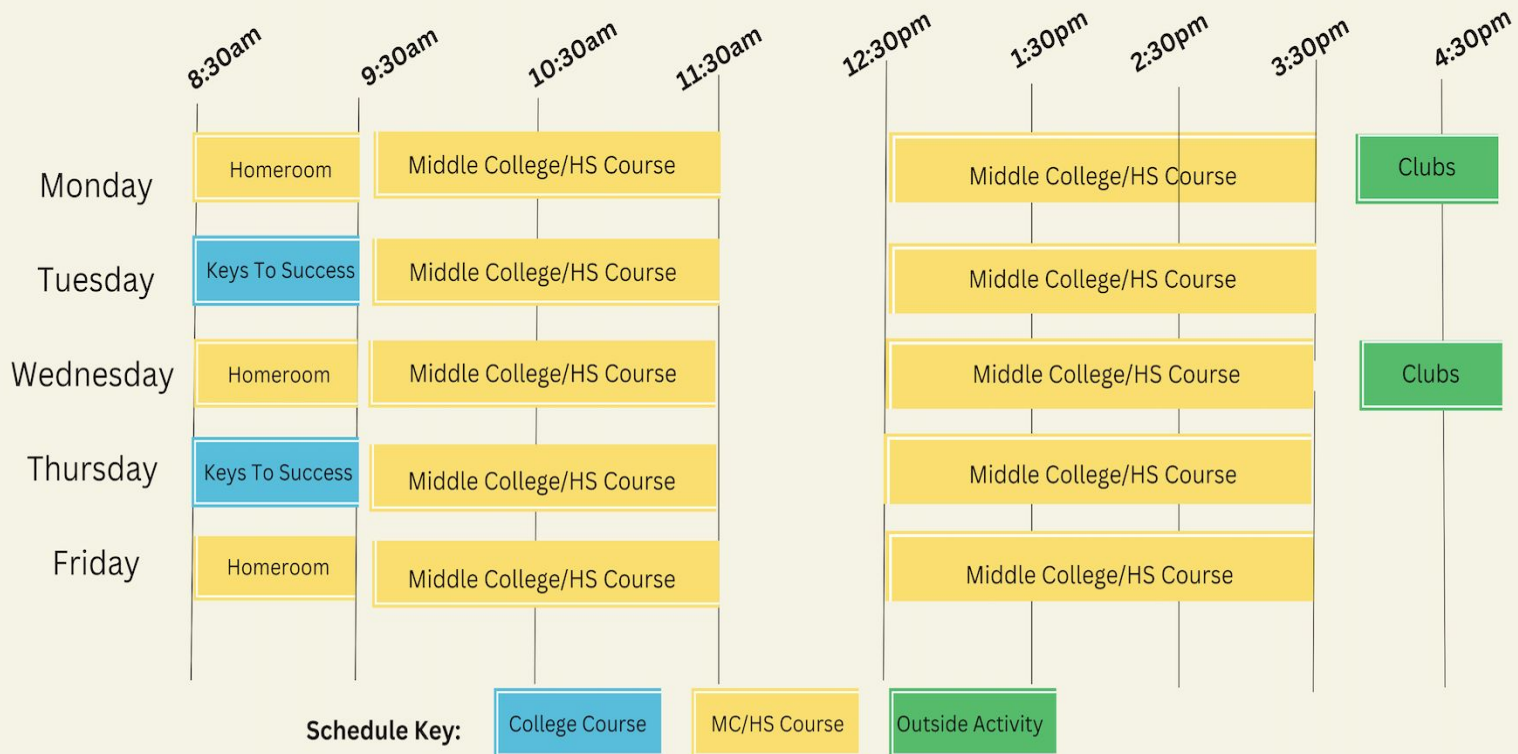 8:30am 9:30am 10:30am 11:30am 12:30pm 1:30pm 2:30pm 3:30pm 4:30pm
Monday Homeroom Middle College/HS Course Middle College/HS Course Clubs
Tuesday Keys To Success Middle College/HS Course Middle College/HS Course
Wednesday Homeroom Middle College/HS Course Middle College/HS Course Clubs
Thursday Keys To Success Middle College/HS Course Middle College/HS Course
Friday Homeroom Middle College/HS Course Middle College/HS Course
Schedule Key: College Course MC/HS Course Outside Activity